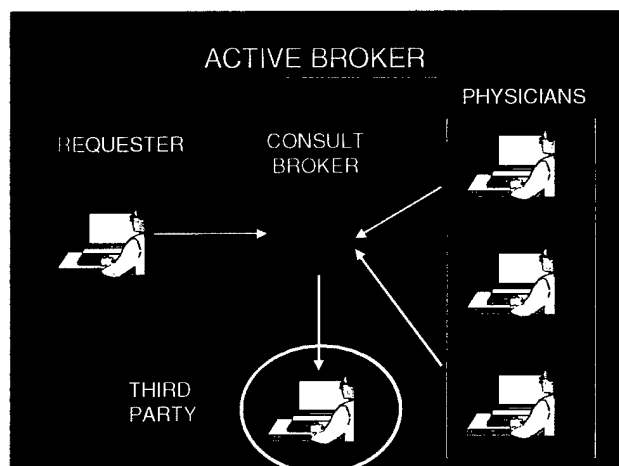 ACTIVE BROKER
PHYSICIANS
REQUESTER
CONSULT
BROKER
THIRD
PARTY